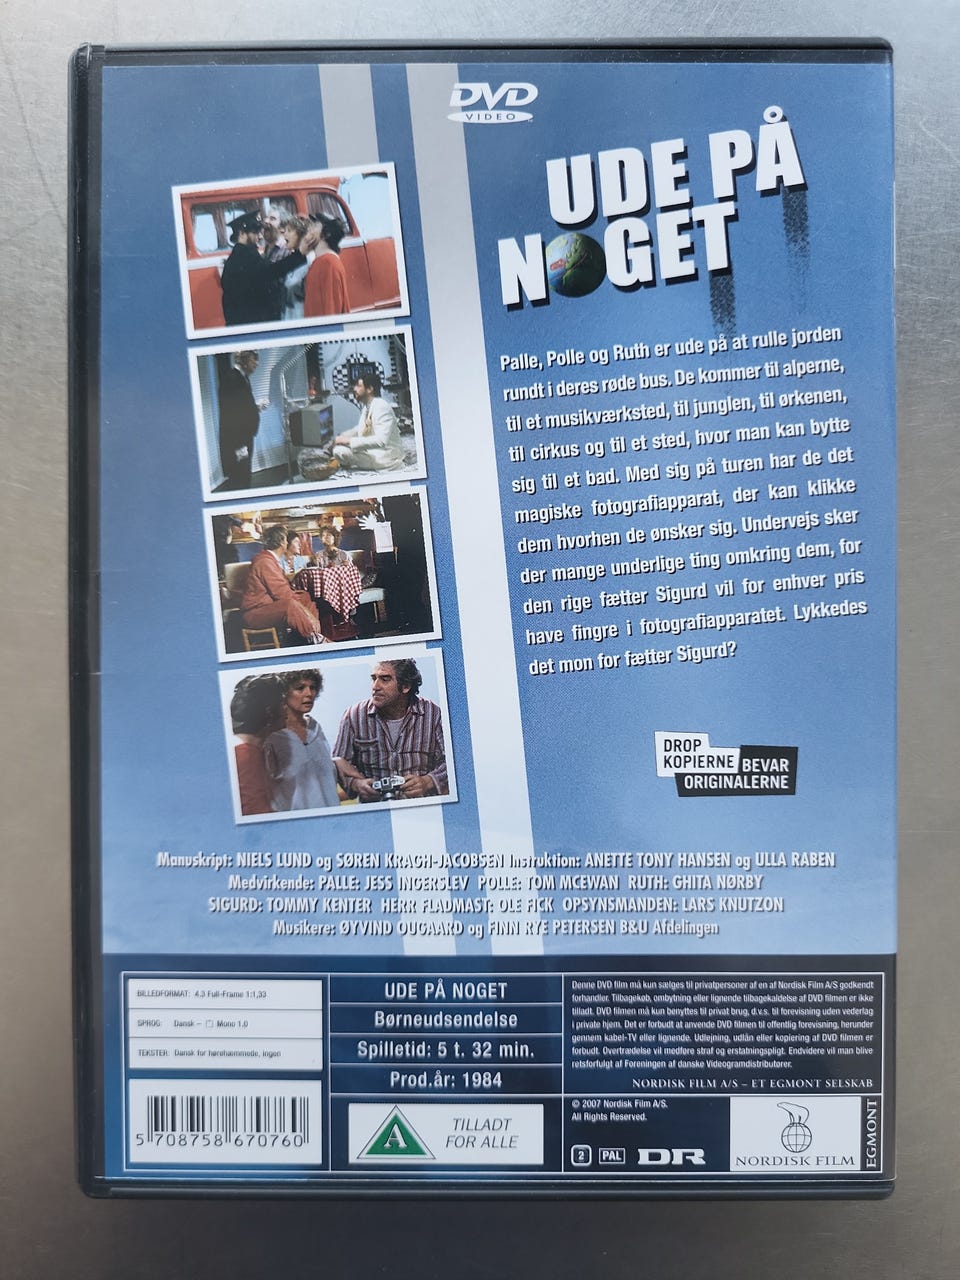 DVD
VIDEO
UDE PÅ
NOGET
Palle, Polle og Ruth er ude på at rulle jorden
rundt i deres røde bus. De kommer til alperne,
til et musikværksted, til junglen, til ørkenen,
til cirkus og til et sted, hvor man kan bytte
sig til et bad. Med sig på turen har de det
magiske fotografiapparat, der kan klikke
dem hvorhen de ønsker sig. Undervejs sker
der mange underlige ting omkring dem, for
den rige fætter Sigurd vil for enhver pris
have fingre i fotografiapparatet. Lykkedes
det mon for fætter Sigurd?
DROP
KOPIERNE BEVAR
ORIGINALERNE
Manuskript: NIELS LUND og SØREN KRAGH-JACOBSEN Instruktion: ANETTE TONY HANSEN og ULLA RABEN
Medvirkende: PALLE: JESS INGERSLEV POLLE: TOM MCEWAN RUTH: GHITA NØRBY
SIGURD: TOMMY KENTER HERR FLADMAST: OLE FICK OPSYNSMANDEN: LARS KNUTZON
Musikere: ØYVIND OUGAARD og FINN RYE PETERSEN B&U Afdelingen
BILLEDFORMAT: 4.3 Full-Frame 1:1,33
SPROG: Dansk – Mono 1.0
TEKSTER: Dansk for hørehæmmede, ingen
5 708758 670760
UDE PÅ NOGET
Børneudsendelse
Spilletid: 5 t. 32 min.
Prod.år: 1984
A
TILLADT
FOR ALLE
Denne DVD film må kun sælges til privatpersoner af en af Nordisk Film A/S godkendt
forhandler. Tilbagekøb, ombytning eller lignende tilbagekaldelse af DVD filmen er ikke
tilladt. DVD filmen må kun benyttes til privat brug, d.v.s. til forevisning uden vederlag
i private hjem. Det er forbudt at anvende DVD filmen til offentlig forevisning, herunder
gennem kabel-TV eller lignende. Udlejning, udlån eller kopiering af DVD filmen er
forbudt. Overtrædelse vil medføre straf og erstatningspligt. Endvidere vil man blive
retsforfulgt af Foreningen af danske Videogramdistributører.
NORDISK FILM A/S – ET EGMONT SELSKAB
© 2007 Nordisk Film A/S.
All Rights Reserved.
2 PAL DR
NORDISK FILM
EGMONT